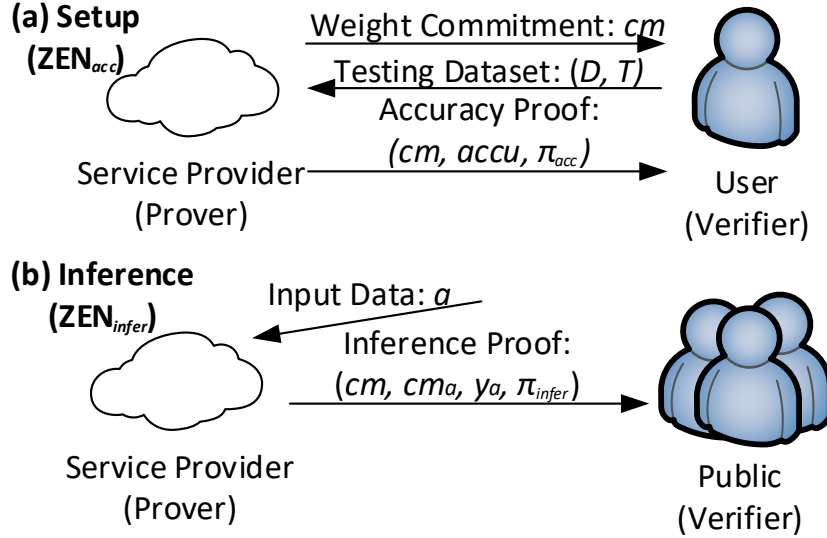 (a) Setup
(ZENacc)
Weight Commitment: cm
Testing Dataset: (D, T)
Accuracy Proof:
(cm, accu, πacc)
Service Provider
(Prover)
User
(Verifier)
(b) Inference
(ZENinfer)
Input Data: a
Inference Proof:
(cm, cma, ya, πinfer)
Service Provider
(Prover)
Public
(Verifier)